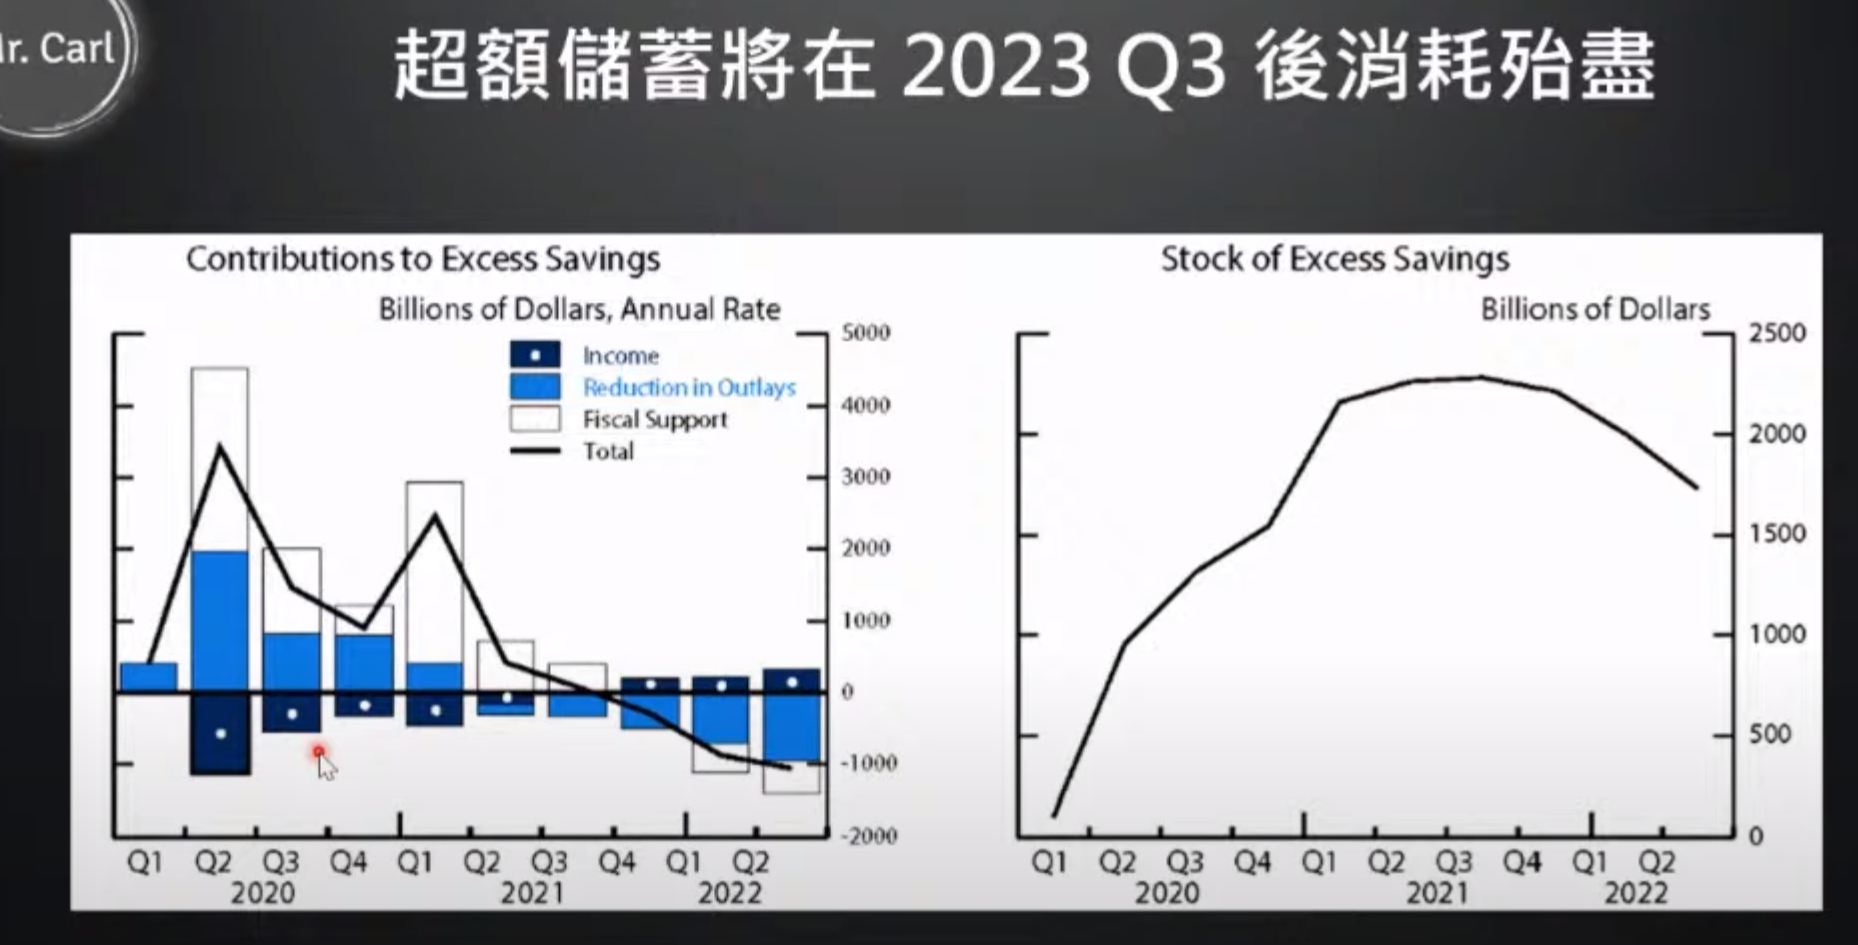 r. Carl
超額儲蓄將在 2023 Q3 後消耗殆盡
Contributions to Excess Savings
Billions of Dollars, Annual Rate
Income
Reduction in Outlays
Fiscal Support
Total
5000
4000
3000
2000
1000
0
-1000
-2000
Q1 Q2 Q3 Q4 Q1 Q2 Q3 Q4 Q1 Q2
2020 2021 2022
Stock of Excess Savings
Billions of Dollars
2500
2000
1500
1000
500
0
Q1 Q2 Q3 Q4 Q1 Q2 Q3 Q4 Q1 Q2
2020 2021 2022